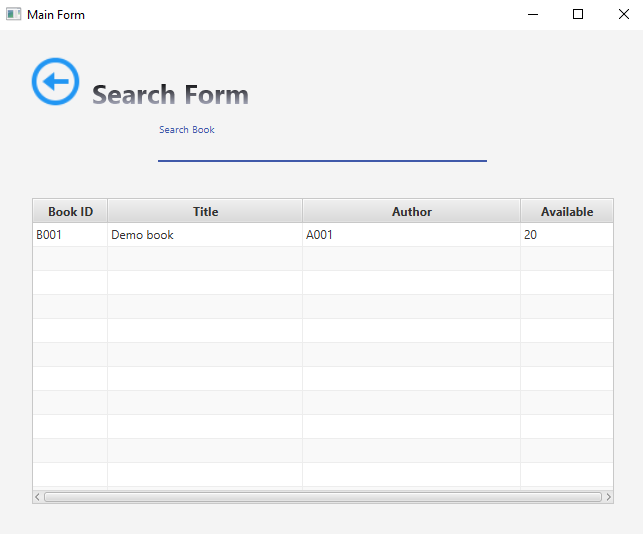 Main Form
Search Form
Search Book
Book ID Title Author Available
B001 Demo book A001 20